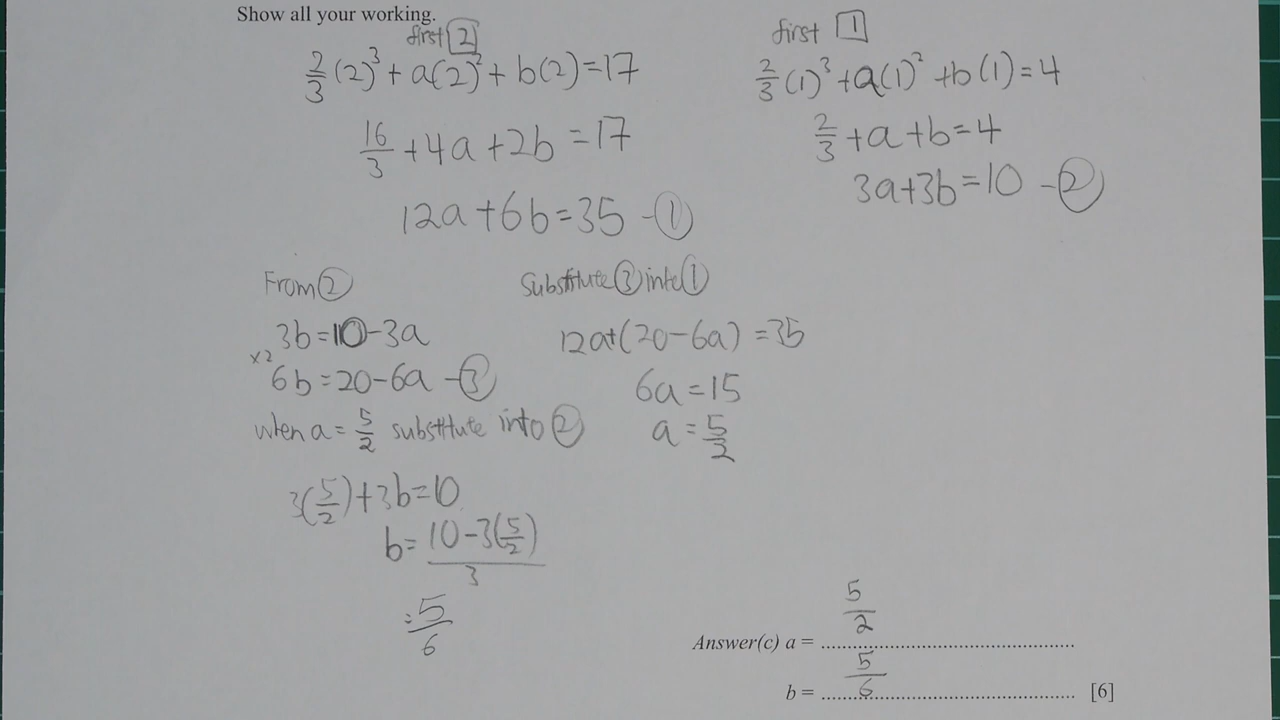 Show all your working.
first [2]
2/3 (2)³ + a(2)² + b(2) = 17
16/3 + 4a + 2b = 17
12a + 6b = 35 - ①
first [1]
2/3 (1)³ + a(1)² + b(1) = 4
2/3 + a + b = 4
3a + 3b = 10 - ②
From ②
3b = 10 - 3a
×2
6b = 20 - 6a - ③
Substitute ③ into ①
12a + (20 - 6a) = 35
6a = 15
a = 5/2
when a = 5/2 substitute into ②
3(5/2) + 3b = 10
b = (10 - 3(5/2))/3
= 5/6
Answer(c) a = 5/2
b = 5/6 [6]